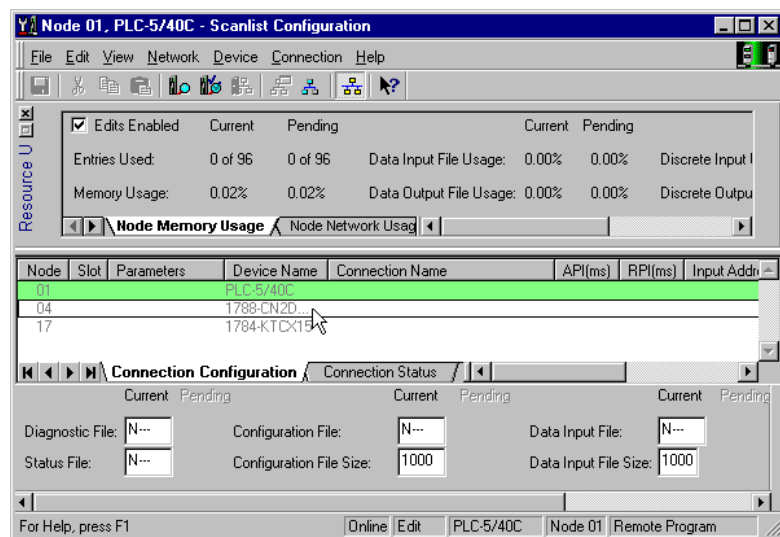 Node 01, PLC-5/40C - Scanlist Configuration
File Edit View Network Device Connection Help
Resource U
Edits Enabled Current Pending Current Pending
Entries Used: 0 of 96 0 of 96 Data Input File Usage: 0.00% 0.00% Discrete Input
Memory Usage: 0.02% 0.02% Data Output File Usage: 0.00% 0.00% Discrete Outpu
Node Memory Usage Node Network Usag
Node Slot Parameters Device Name Connection Name API(ms) RPI(ms) Input Addr
01 PLC-5/40C
04 1788-CN2D...
17 1784-KTCX15
Connection Configuration Connection Status
Current Pending Current Pending Current Pending
Diagnostic File: N--- Configuration File: N--- Data Input File: N---
Status File: N--- Configuration File Size: 1000 Data Input File Size: 1000
For Help, press F1 Online Edit PLC-5/40C Node 01 Remote Program